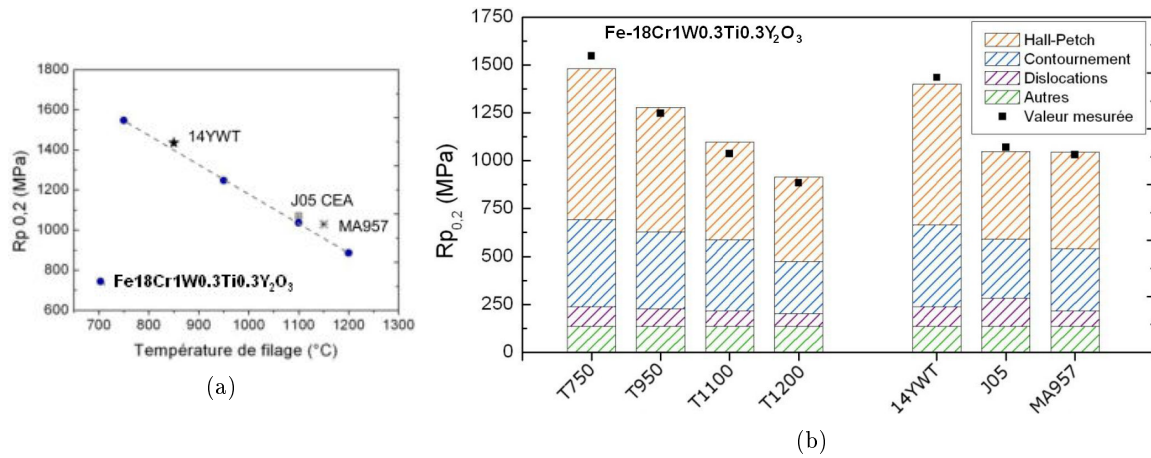 1800
1600
1400
1200
1000
800
600
Rp 0,2 (MPa)
14YWT
J05 CEA
MA957
Fe18Cr1W0.3Ti0.3Y₂O₃
700 800 900 1000 1100 1200 1300
Température de filage (°C)
(a)
1750
1500
1250
1000
750
500
250
0
Rp₀,₂ (MPa)
Fe-18Cr1W0.3Ti0.3Y₂O₃
Hall-Petch
Contournement
Dislocations
Autres
Valeur mesurée
T750 T950 T1100 T1200 14YWT J05 MA957
(b)